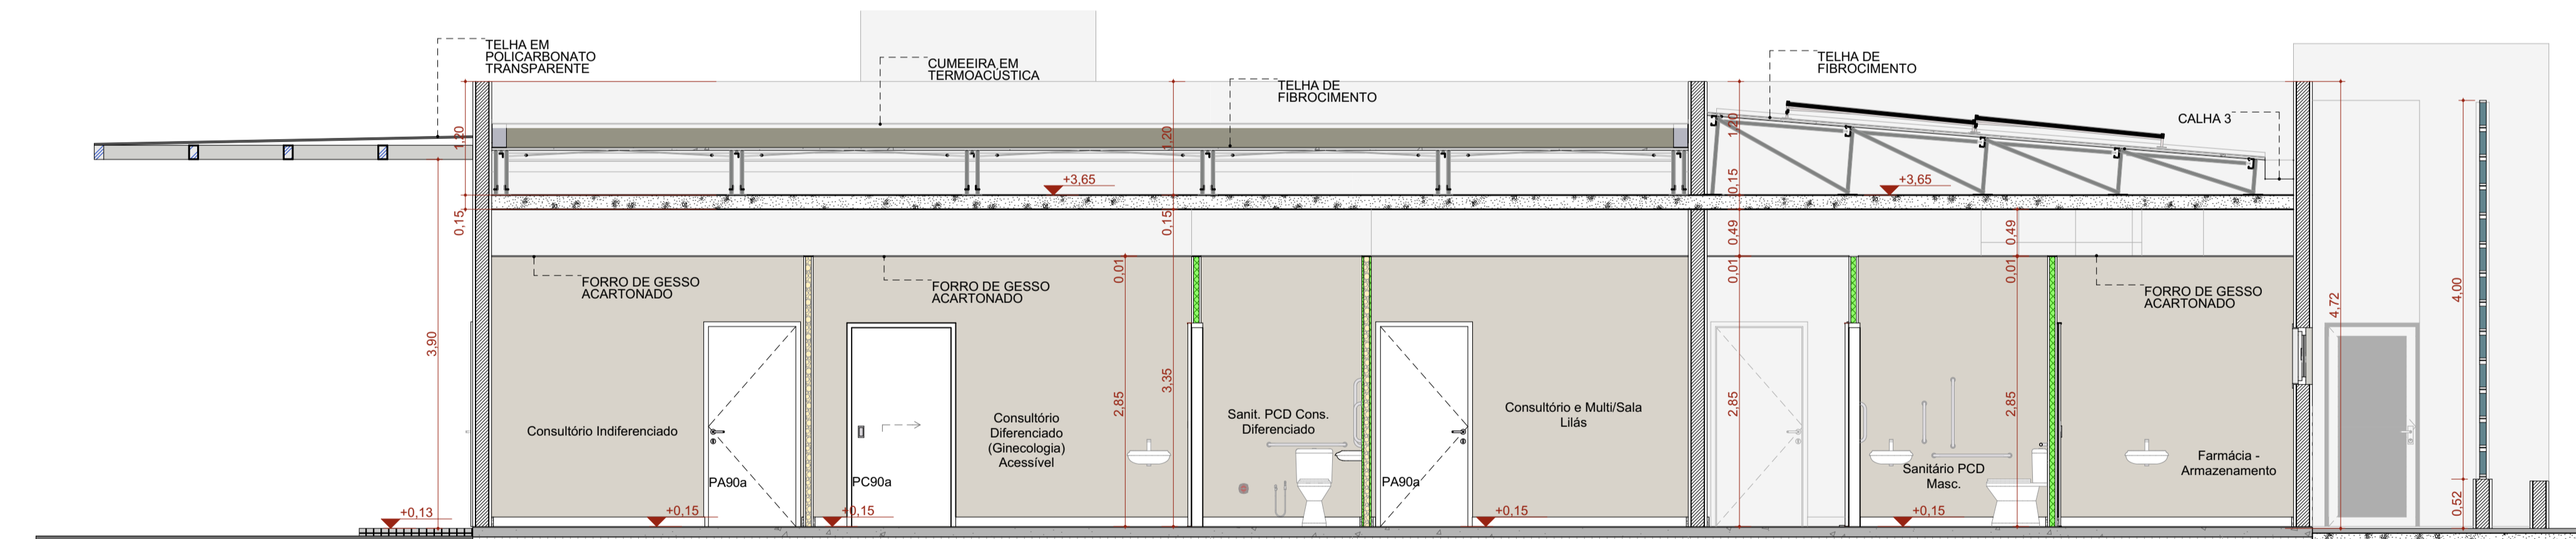 TELHA EM
POLICARBONATO
TRANSPARENTE
CUMEEIRA EM
TERMOACÚSTICA
TELHA DE
FIBROCIMENTO
TELHA DE
FIBROCIMENTO
CALHA 3
1,20
1,20
1,20
+3,65
0,15
+3,65
0,15
0,15
0,49
0,49
FORRO DE GESSO
ACARTONADO
FORRO DE GESSO
ACARTONADO
0,01
0,01
0,01
FORRO DE GESSO
ACARTONADO
4,72
4,00
3,90
3,35
2,85
2,85
2,85
Consultório Indiferenciado
Consultório
Diferenciado
(Ginecologia)
Acessível
Sanit. PCD Cons.
Diferenciado
Consultório e Multi/Sala
Lilás
Sanitário PCD
Masc.
Farmácia -
Armazenamento
PA90a
PC90a
PA90a
+0,13
+0,15
+0,15
+0,15
+0,15
0,52